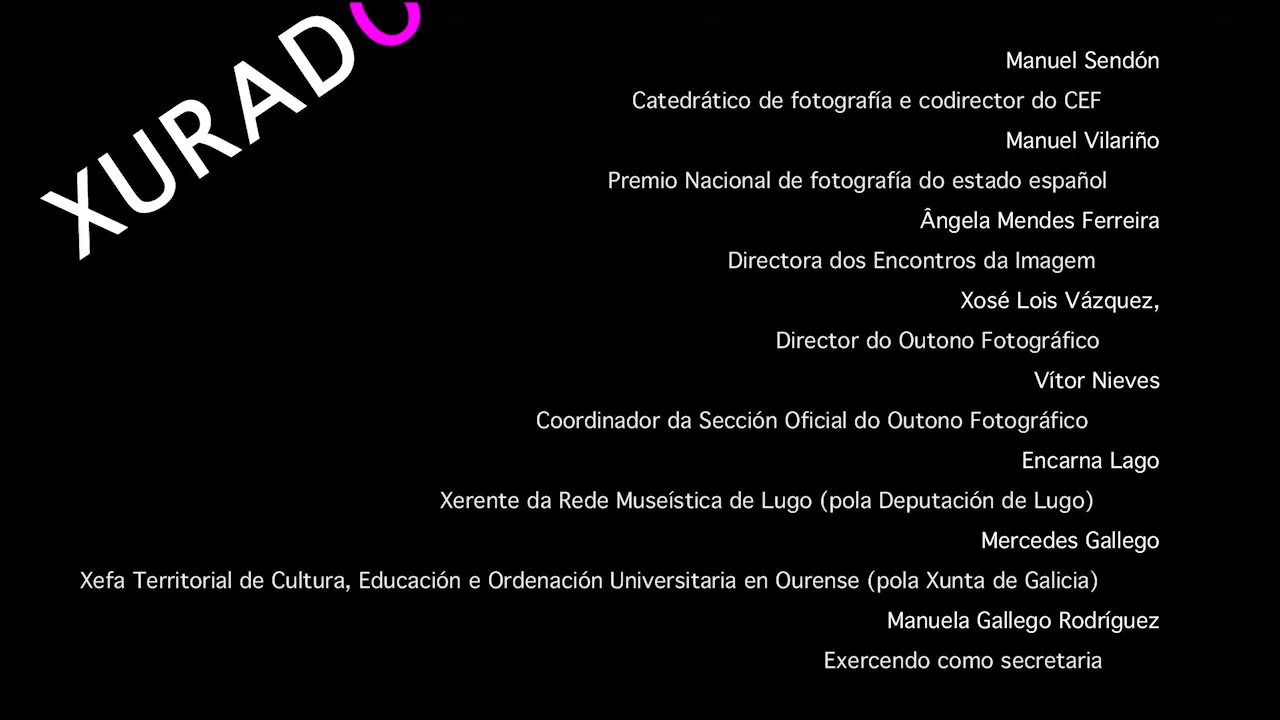 XURADO
Manuel Sendón
Catedrático de fotografía e codirector do CEF
Manuel Vilariño
Premio Nacional de fotografía do estado español
Ângela Mendes Ferreira
Directora dos Encontros da Imagem
Xosé Lois Vázquez,
Director do Outono Fotográfico
Vítor Nieves
Coordinador da Sección Oficial do Outono Fotográfico
Encarna Lago
Xerente da Rede Museística de Lugo (pola Deputación de Lugo)
Mercedes Gallego
Xefa Territorial de Cultura, Educación e Ordenación Universitaria en Ourense (pola Xunta de Galicia)
Manuela Gallego Rodríguez
Exercendo como secretaria